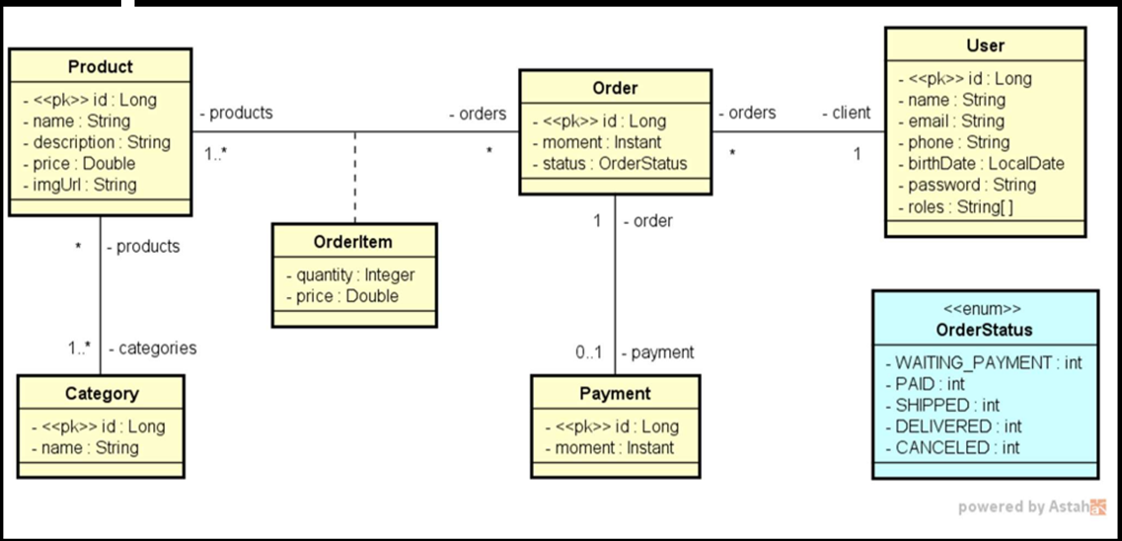 Product
- <<pk>> id : Long
- name : String
- description : String
- price : Double
- imgUrl : String
- products
1..*
- orders
*
Order
- <<pk>> id : Long
- moment : Instant
- status : OrderStatus
- orders
*
- client
1
User
- <<pk>> id : Long
- name : String
- email : String
- phone : String
- birthDate : LocalDate
- password : String
- roles : String[ ]
OrderItem
- quantity : Integer
- price : Double
* - products
1..* - categories
Category
- <<pk>> id : Long
- name : String
1 - order
0..1 - payment
Payment
- <<pk>> id : Long
- moment : Instant
<<enum>>
OrderStatus
- WAITING_PAYMENT : int
- PAID : int
- SHIPPED : int
- DELIVERED : int
- CANCELED : int
powered by Astah